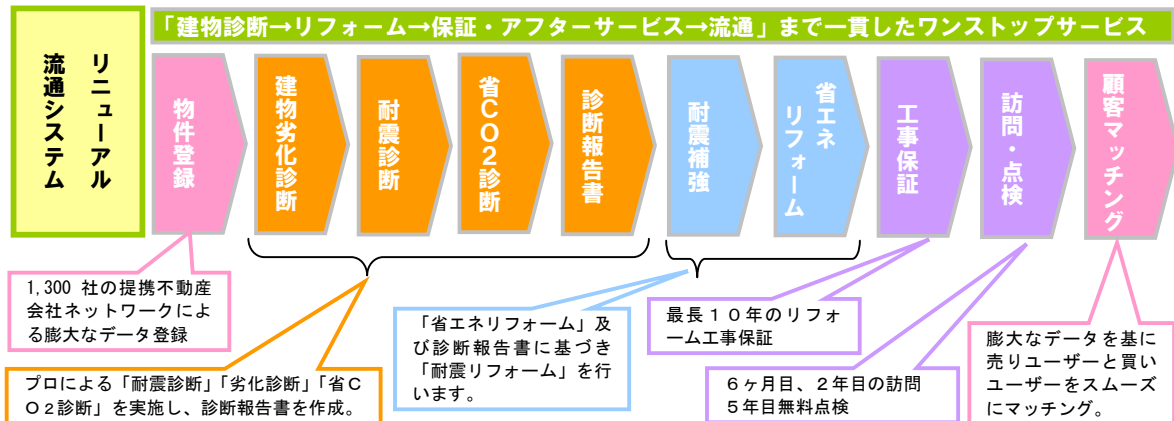 「建物診断→リフォーム→保証・アフターサービス→流通」まで一貫したワンストップサービス
リニューアル
流通システム
物件登録
建物劣化診断
耐震診断
省ＣＯ２診断
診断報告書
耐震補強
省エネ
リフォーム
工事保証
訪問・点検
顧客マッチング
1,300 社の提携不動産
会社ネットワークによ
る膨大なデータ登録
プロによる「耐震診断」「劣化診断」「省Ｃ
Ｏ２診断」を実施し、診断報告書を作成。
「省エネリフォーム」及
び診断報告書に基づき
「耐震リフォーム」を行
います。
最長１０年のリフォ
ーム工事保証
６ヶ月目、２年目の訪問
５年目無料点検
膨大なデータを基に
売りユーザーと買い
ユーザーをスムーズ
にマッチング。